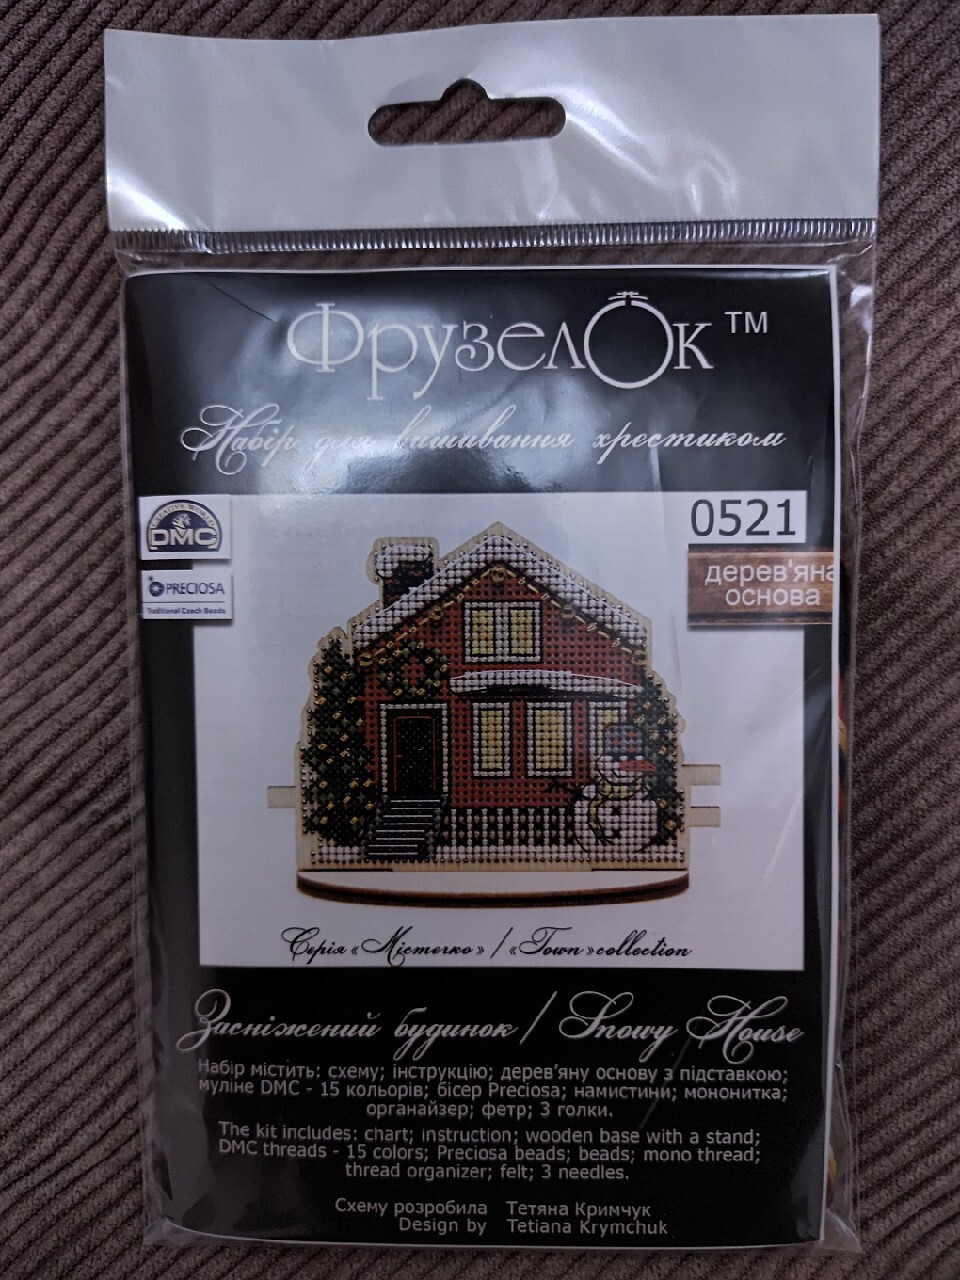 ФрузелОк™
Набір для вишивання хрестиком
CREATIVE WORLD
DMC
0521
PRECIOSA
Traditional Czech Beads
дерев'яна
основа
Серія «Містечко» / «Town» collection
Засніжений будинок / Snowy House
Набір містить: схему; інструкцію; дерев'яну основу з підставкою;
муліне DMC - 15 кольорів; бісер Preciosa; намистини; мононитка;
органайзер; фетр; 3 голки.
The kit includes: chart; instruction; wooden base with a stand;
DMC threads - 15 colors; Preciosa beads; beads; mono thread;
thread organizer; felt; 3 needles.
Схему розробила Тетяна Кримчук
Design by Tetiana Krymchuk